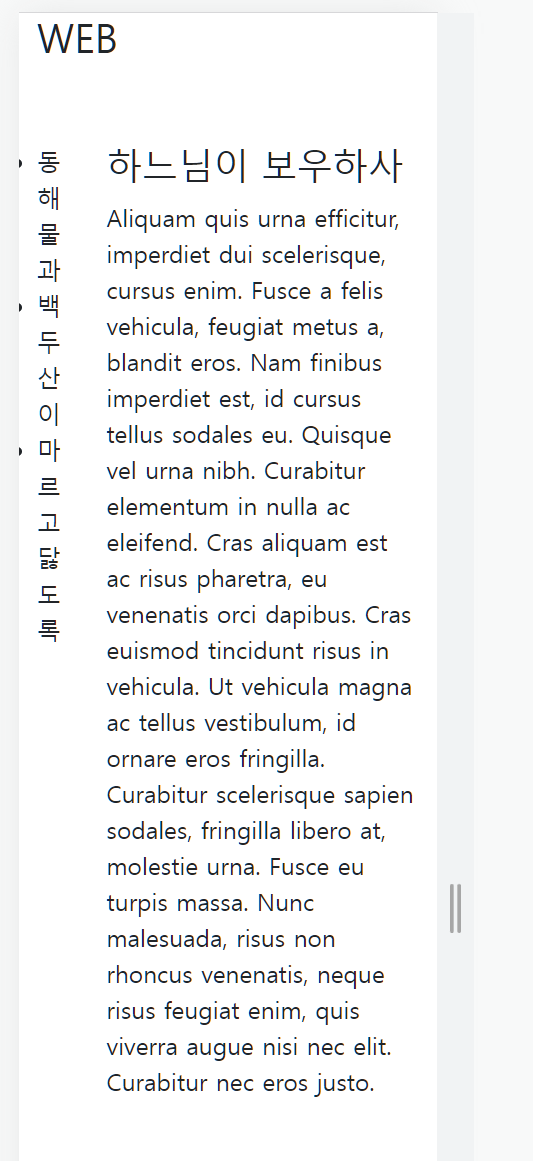 WEB
동
해
물
과
백
두
산
이
마
르
고
닳
도
록
하느님이 보우하사
Aliquam quis urna efficitur,
imperdiet dui scelerisque,
cursus enim. Fusce a felis
vehicula, feugiat metus a,
blandit eros. Nam finibus
imperdiet est, id cursus
tellus sodales eu. Quisque
vel urna nibh. Curabitur
elementum in nulla ac
eleifend. Cras aliquam est
ac risus pharetra, eu
venenatis orci dapibus. Cras
euismod tincidunt risus in
vehicula. Ut vehicula magna
ac tellus vestibulum, id
ornare eros fringilla.
Curabitur scelerisque sapien
sodales, fringilla libero at,
molestie urna. Fusce eu
turpis massa. Nunc
malesuada, risus non
rhoncus venenatis, neque
risus feugiat enim, quis
viverra augue nisi nec elit.
Curabitur nec eros justo.